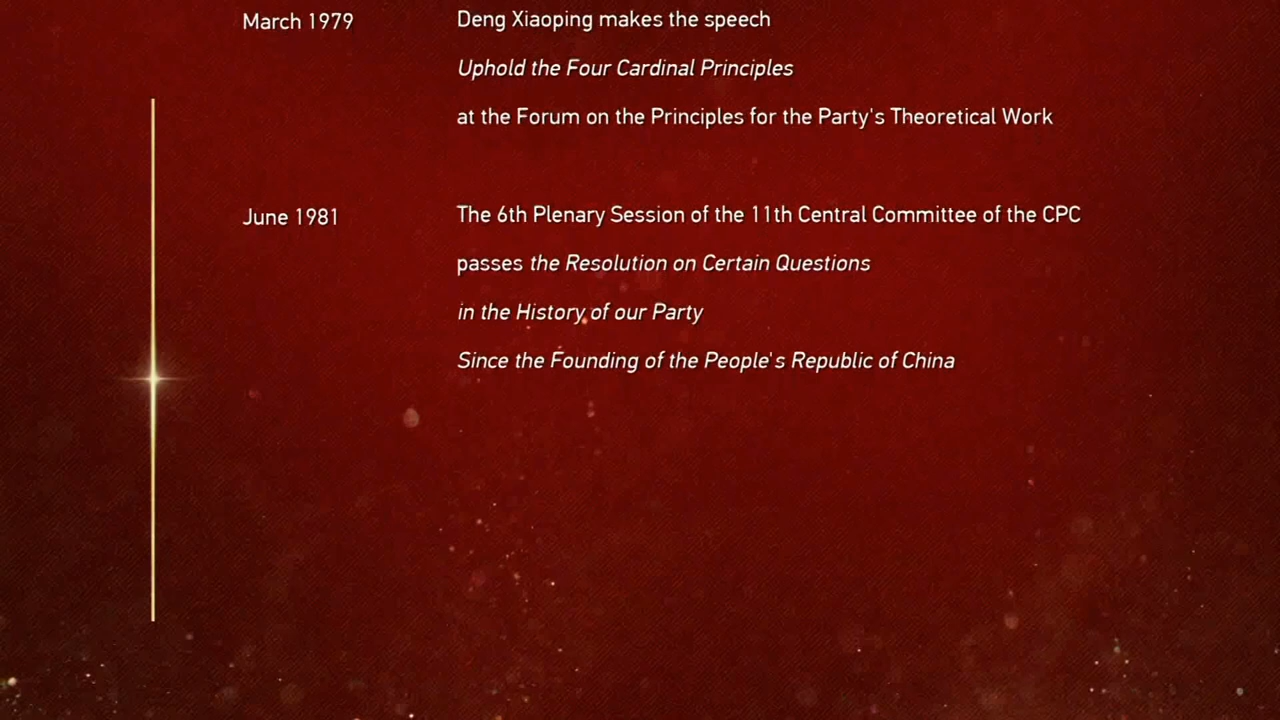 March 1979
Deng Xiaoping makes the speech
Uphold the Four Cardinal Principles
at the Forum on the Principles for the Party's Theoretical Work
June 1981
The 6th Plenary Session of the 11th Central Committee of the CPC
passes the Resolution on Certain Questions
in the History of our Party
Since the Founding of the People's Republic of China